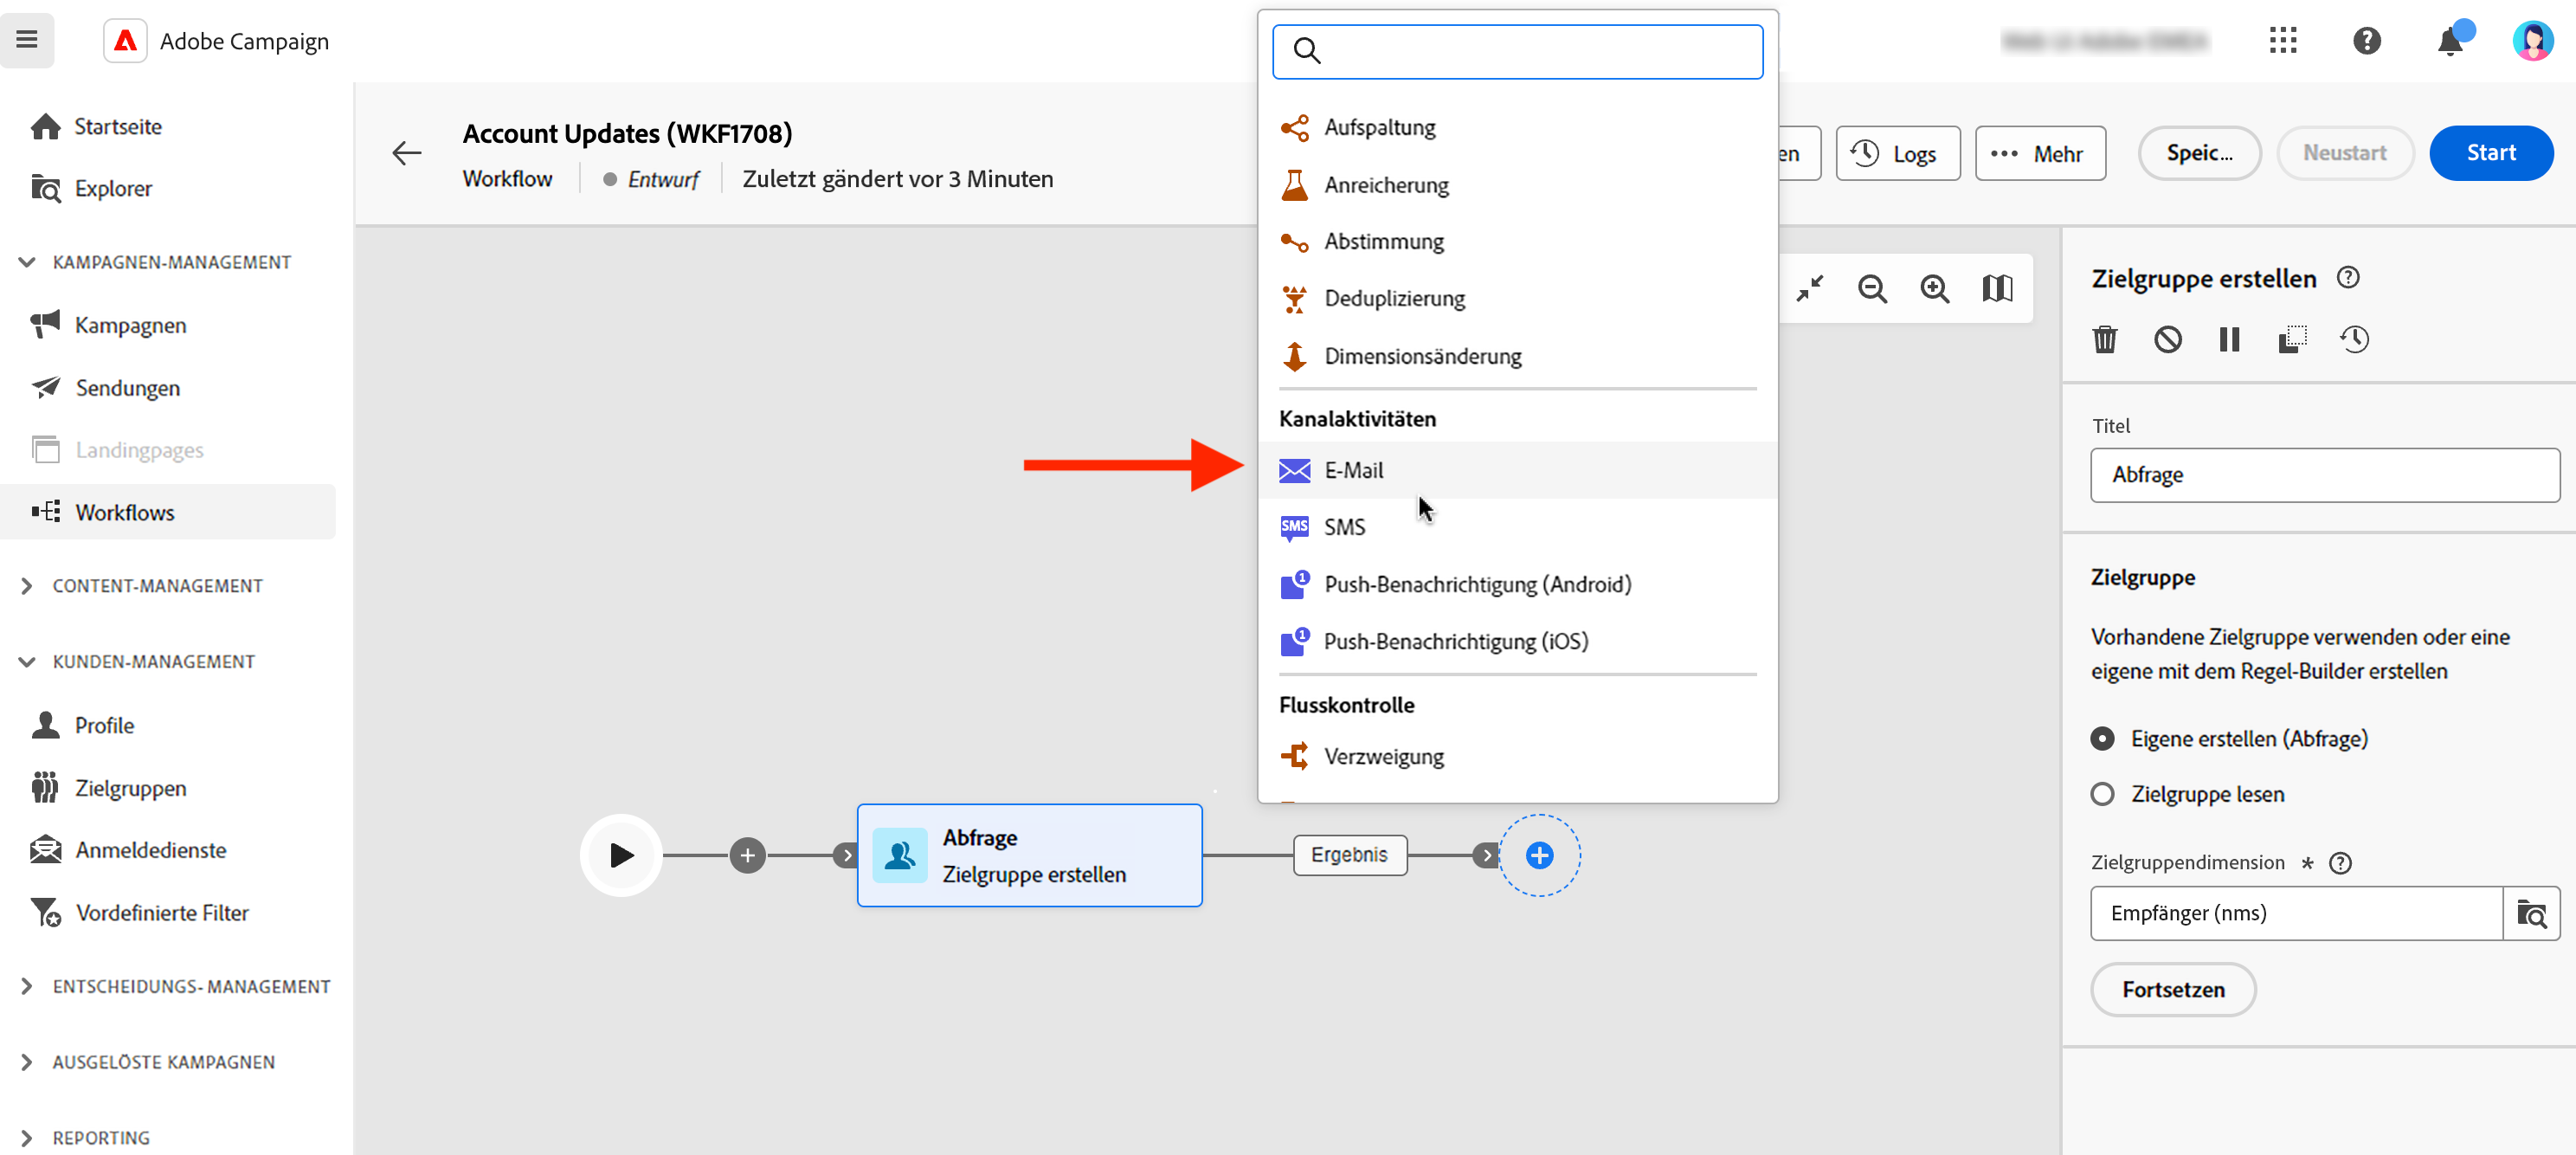 Adobe Campaign
Startseite
Explorer
KAMPAGNEN-MANAGEMENT
Kampagnen
Sendungen
Landingpages
Workflows
CONTENT-MANAGEMENT
KUNDEN-MANAGEMENT
Profile
Zielgruppen
Anmeldedienste
Vordefinierte Filter
ENTSCHEIDUNGS- MANAGEMENT
AUSGELÖSTE KAMPAGNEN
REPORTING
Account Updates (WKF1708)
Workflow Entwurf Zuletzt gändert vor 3 Minuten
en Logs Mehr Speic... Neustart Start
Aufspaltung
Anreicherung
Abstimmung
Deduplizierung
Dimensionsänderung
Kanalaktivitäten
E-Mail
SMS SMS
1 Push-Benachrichtigung (Android)
1 Push-Benachrichtigung (iOS)
Flusskontrolle
Verzweigung
Abfrage
Zielgruppe erstellen
Ergebnis
Zielgruppe erstellen
Titel
Abfrage
Zielgruppe
Vorhandene Zielgruppe verwenden oder eine
eigene mit dem Regel-Builder erstellen
Eigene erstellen (Abfrage)
Zielgruppe lesen
Zielgruppendimension *
Empfänger (nms)
Fortsetzen